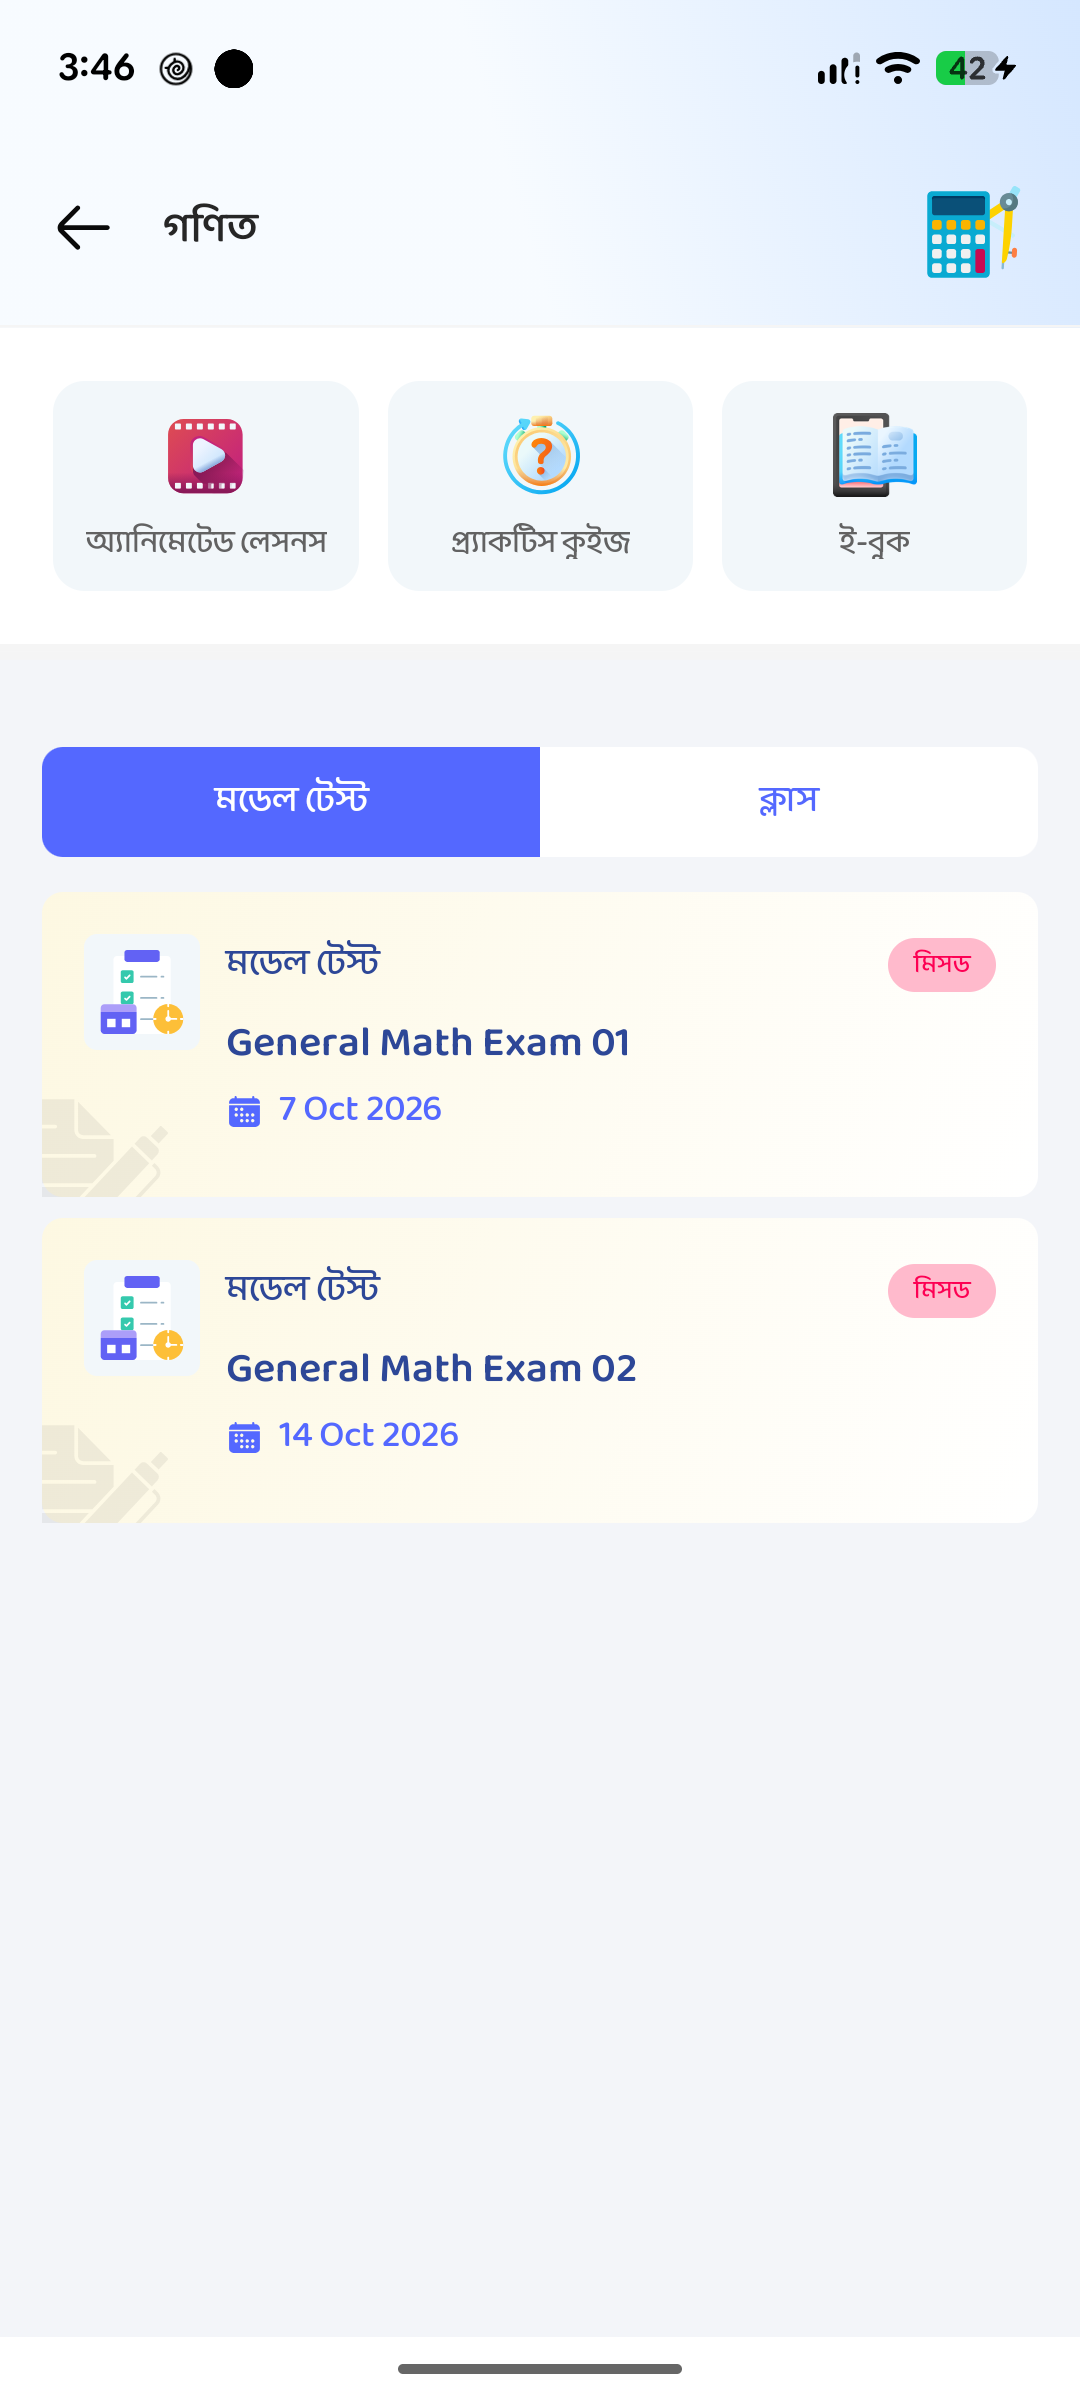 3:46
42
গণিত
অ্যানিমেটেড লেসনস
প্র্যাকটিস কুইজ
ই-বুক
মডেল টেস্ট
ক্লাস
মডেল টেস্ট
মিসড
General Math Exam 01
7 Oct 2026
মডেল টেস্ট
মিসড
General Math Exam 02
14 Oct 2026